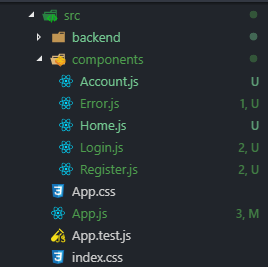 src
backend
components
Account.js U
Error.js 1, U
Home.js U
Login.js 2, U
Register.js 2, U
App.css
App.js 3, M
App.test.js
index.css